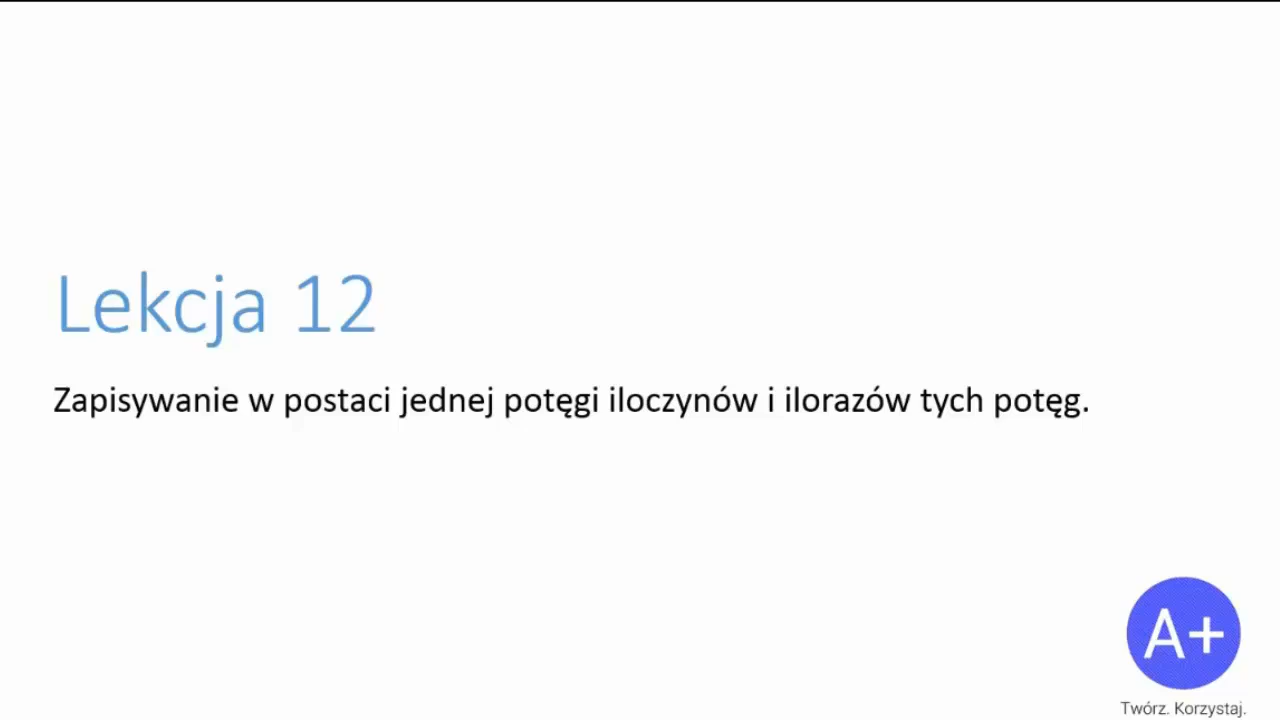 Lekcja 12
Zapisywanie w postaci jednej potęgi iloczynów i ilorazów tych potęg.
A+
Twórz. Korzystaj.